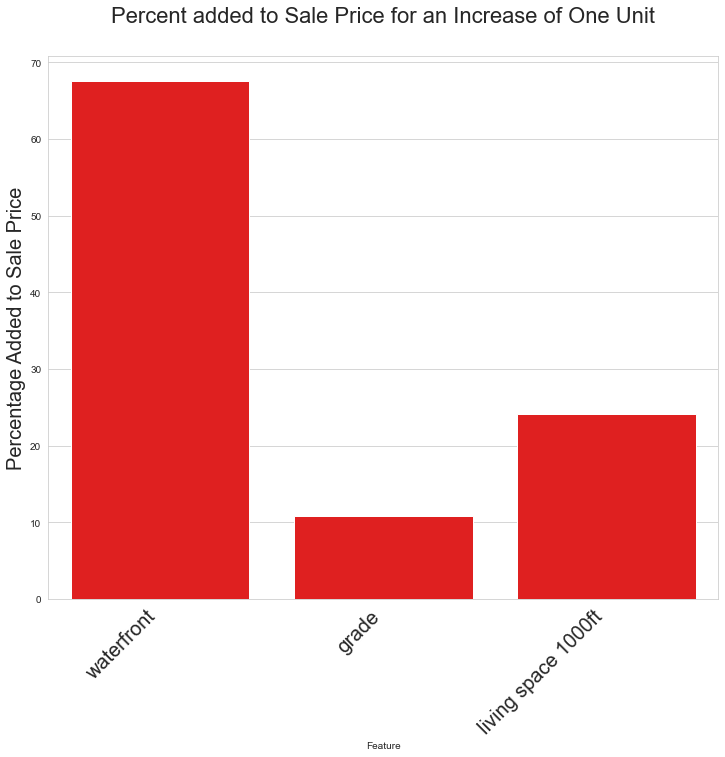 Percent added to Sale Price for an Increase of One Unit
Percentage Added to Sale Price
70
60
50
40
30
20
10
0
waterfront
grade
living space 1000ft
Feature